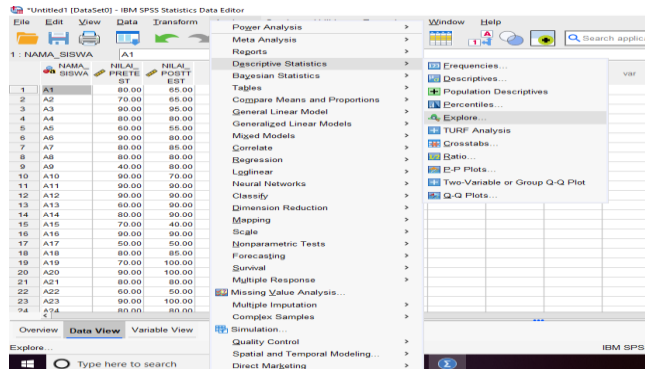 *Untitled1 [DataSet0] - IBM SPSS Statistics Data Editor
File Edit View Data Transform Window Help
Search applic
1 : NAMA_SISWA A1
NAMA_SISWA NILAI_PRETEST NILAI_POSTTEST var
1 A1 80.00 65.00
2 A2 70.00 65.00
3 A3 90.00 95.00
4 A4 80.00 80.00
5 A5 60.00 55.00
6 A6 90.00 80.00
7 A7 80.00 85.00
8 A8 80.00 80.00
9 A9 40.00 80.00
10 A10 90.00 70.00
11 A11 90.00 90.00
12 A12 90.00 90.00
13 A13 60.00 90.00
14 A14 80.00 90.00
15 A15 70.00 40.00
16 A16 90.00 90.00
17 A17 50.00 50.00
18 A18 80.00 85.00
19 A19 70.00 100.00
20 A20 90.00 100.00
21 A21 80.00 80.00
22 A22 60.00 50.00
23 A23 90.00 100.00
24 A24 80.00 80.00
Power Analysis
Meta Analysis
Reports
Descriptive Statistics
Bayesian Statistics
Tables
Compare Means and Proportions
General Linear Model
Generalized Linear Models
Mixed Models
Correlate
Regression
Loglinear
Neural Networks
Classify
Dimension Reduction
Mapping
Scale
Nonparametric Tests
Forecasting
Survival
Multiple Response
Missing Value Analysis...
Multiple Imputation
Complex Samples
Simulation...
Quality Control
Spatial and Temporal Modeling...
Direct Marketing
Frequencies...
Descriptives...
Population Descriptives
Percentiles...
Explore...
TURF Analysis
Crosstabs...
Ratio...
P-P Plots...
Two-Variable or Group Q-Q Plot
Q-Q Plots...
Overview Data View Variable View
Explore... IBM SPS
Type here to search